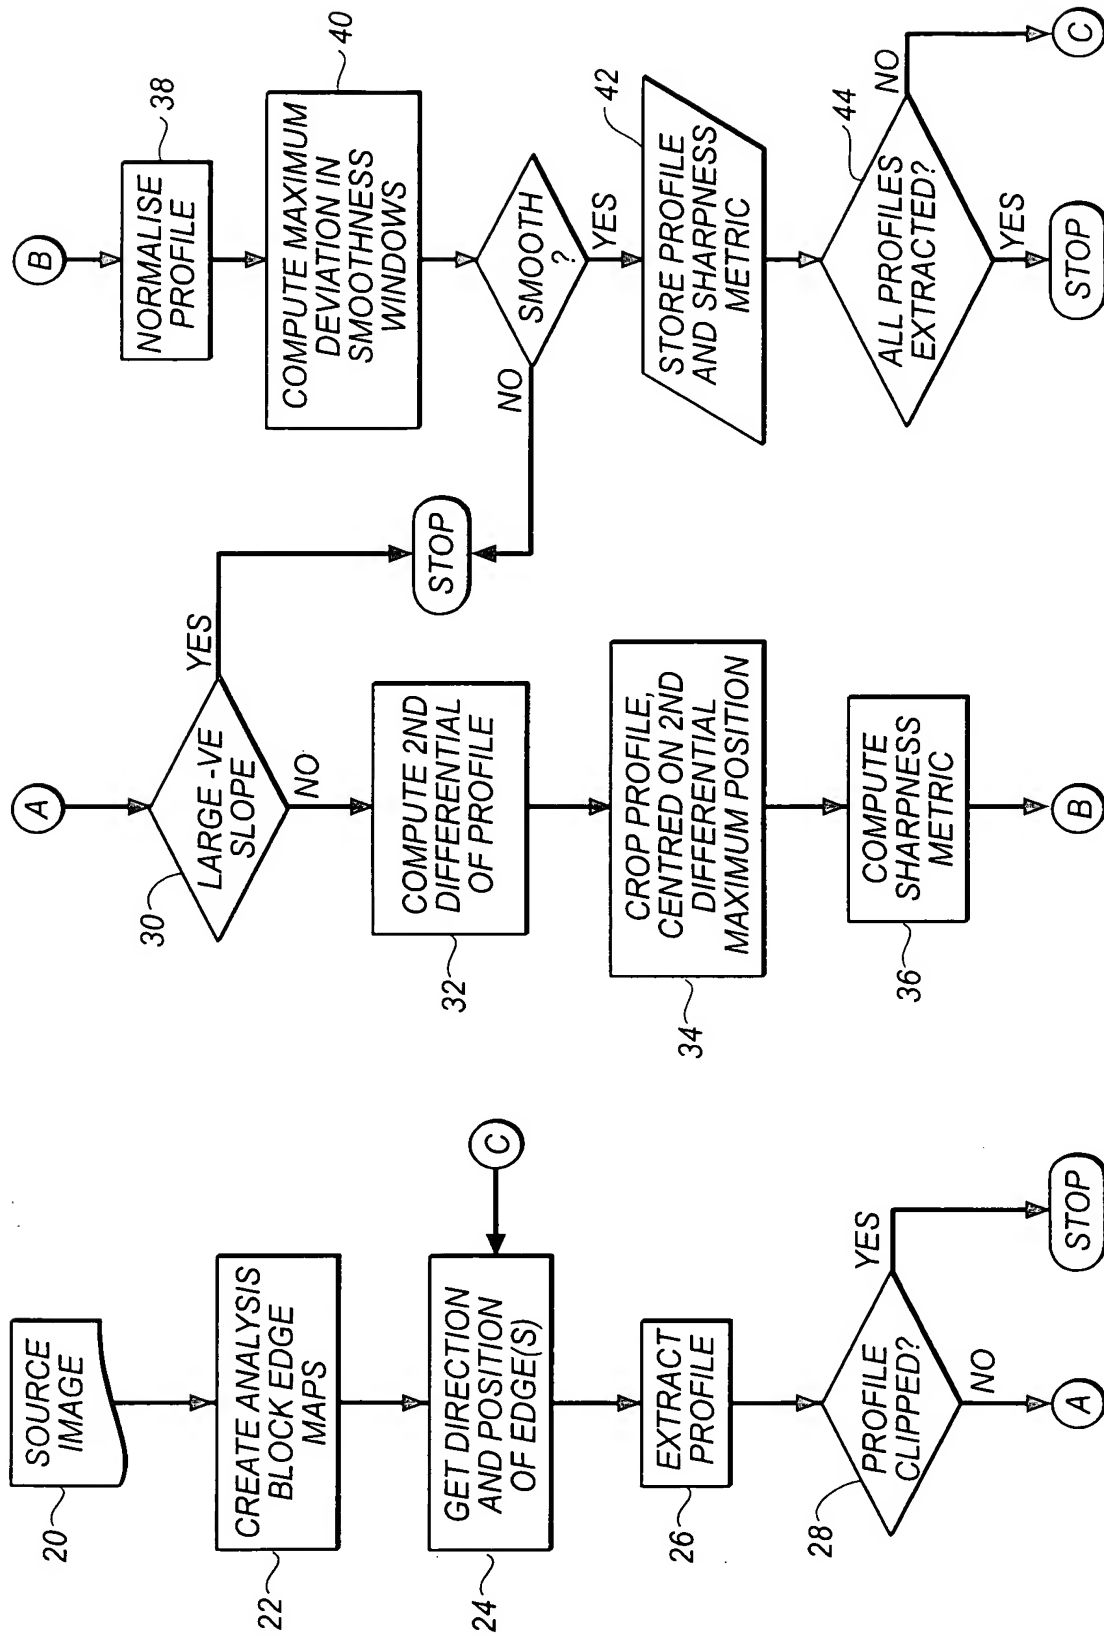 SOURCE
IMAGE
20
CREATE ANALYSIS
BLOCK EDGE
MAPS
22
GET DIRECTION
AND POSITION
OF EDGE(S)
24
C
EXTRACT
PROFILE
26
PROFILE
CLIPPED?
28
YES
STOP
NO
A
A
LARGE -VE
SLOPE
30
YES
STOP
NO
COMPUTE 2ND
DIFFERENTIAL
OF PROFILE
32
CROP PROFILE,
CENTRED ON 2ND
DIFFERENTIAL
MAXIMUM POSITION
34
COMPUTE
SHARPNESS
METRIC
36
B
B
NORMALISE
PROFILE
38
COMPUTE MAXIMUM
DEVIATION IN
SMOOTHNESS
WINDOWS
40
SMOOTH
?
NO
YES
STORE PROFILE
AND SHARPNESS
METRIC
42
ALL PROFILES
EXTRACTED?
44
NO
C
YES
STOP